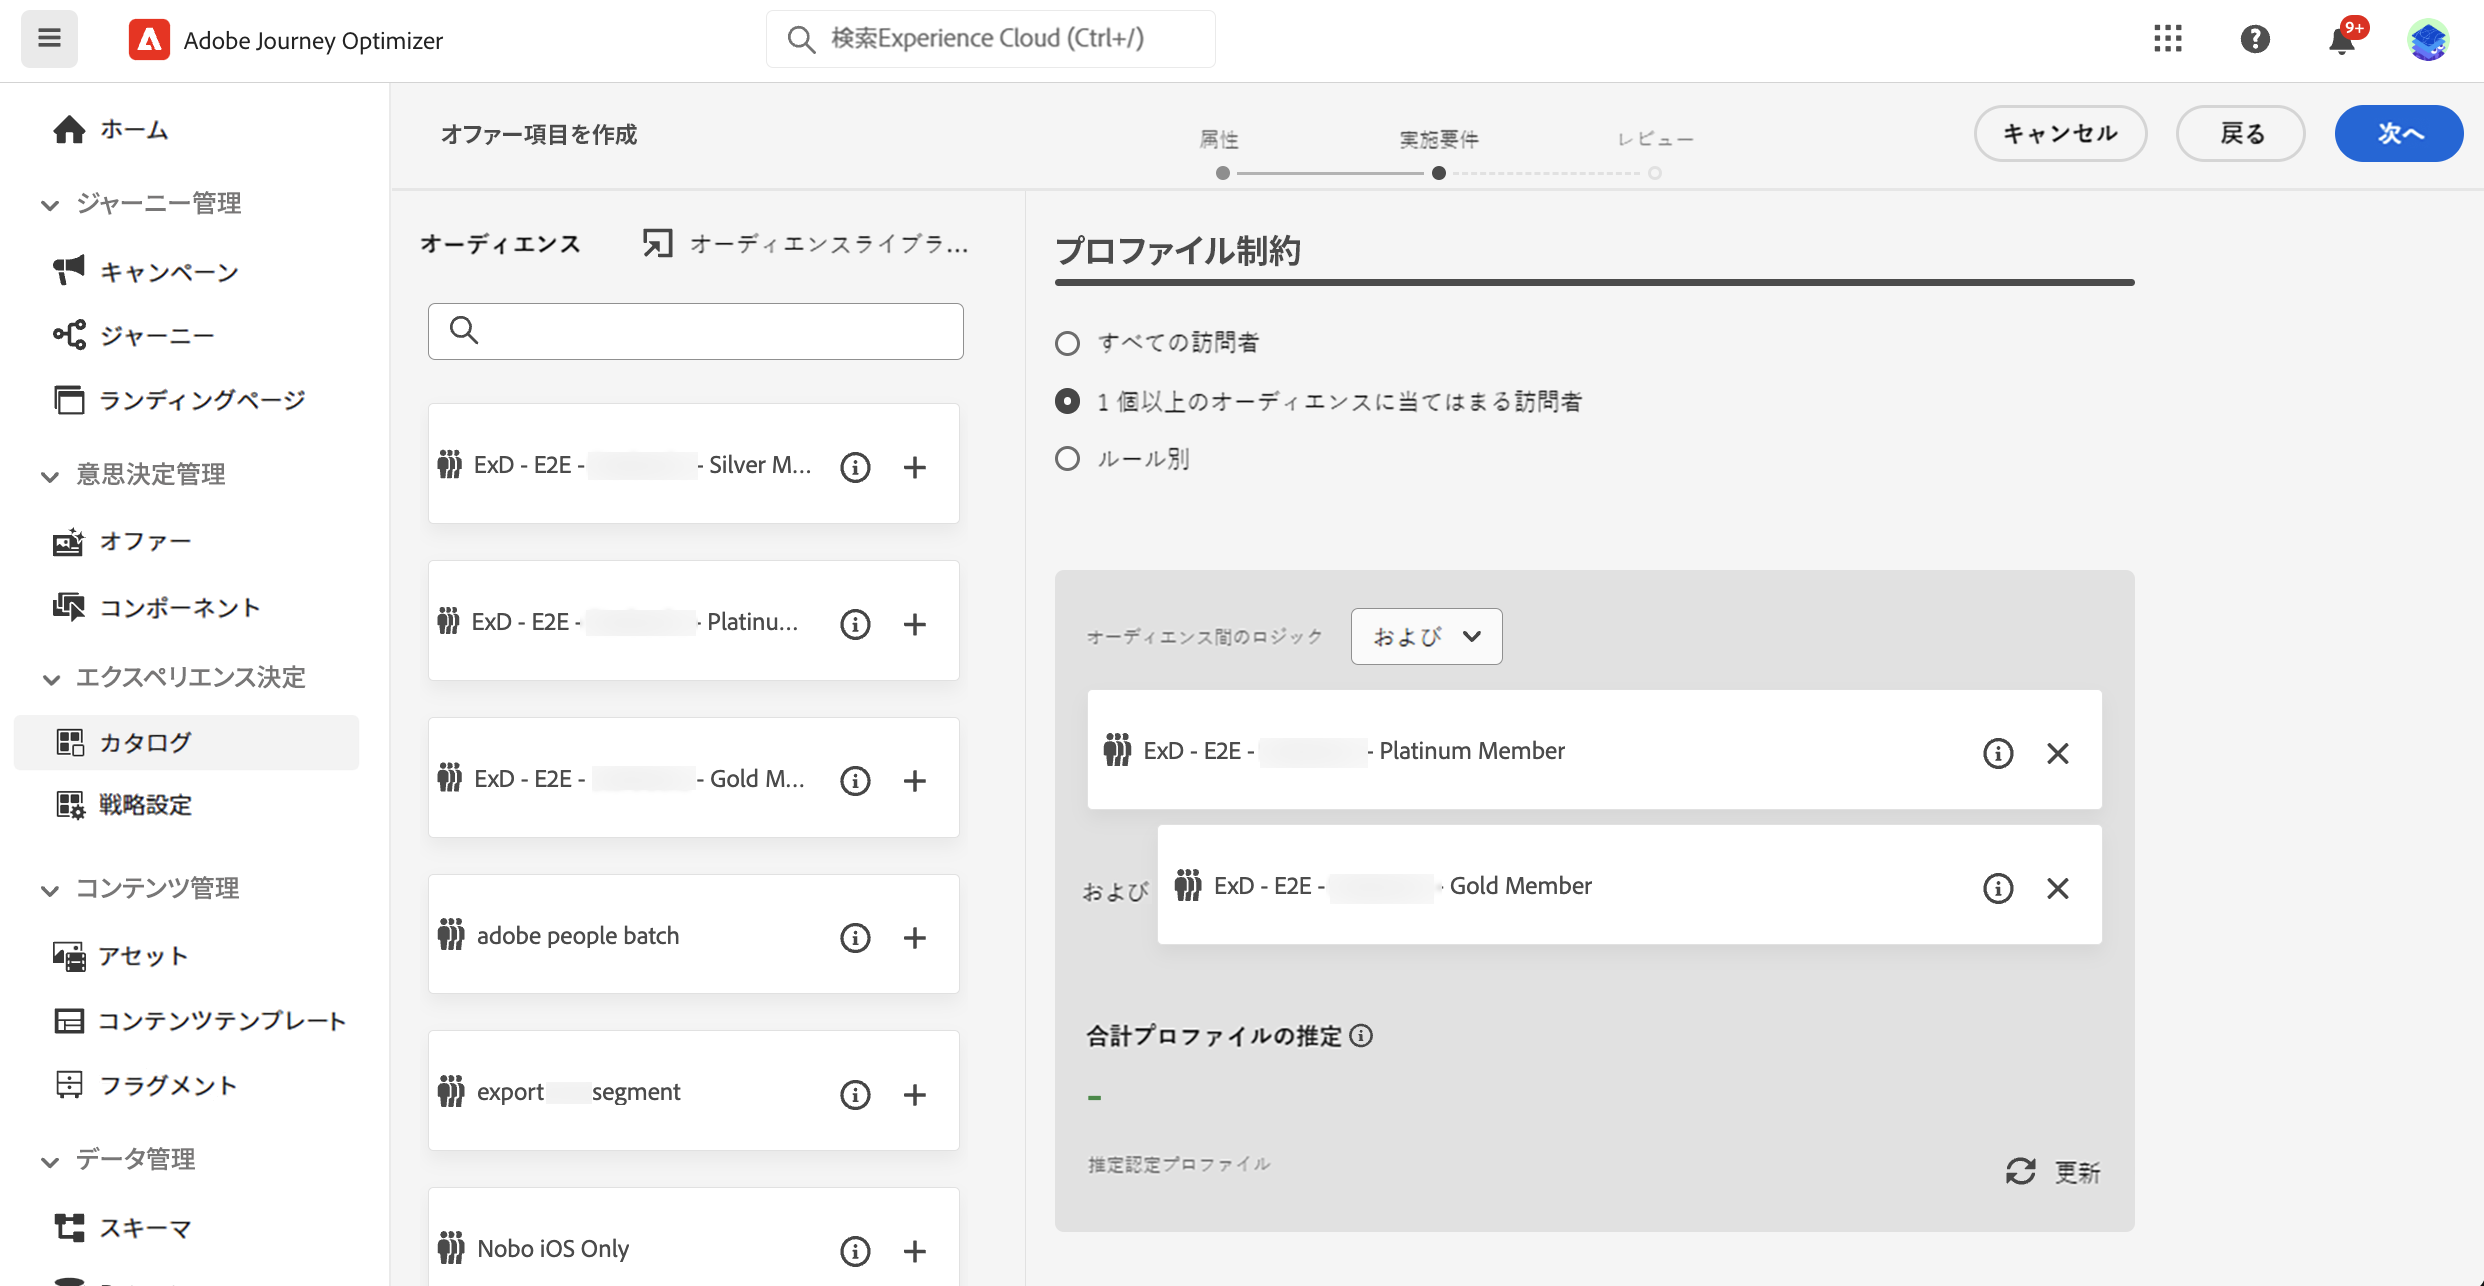 Adobe Journey Optimizer
検索Experience Cloud (Ctrl+/)
9+
ホーム
ジャーニー管理
キャンペーン
ジャーニー
ランディングページ
意思決定管理
オファー
コンポーネント
エクスペリエンス決定
カタログ
戦略設定
コンテンツ管理
アセット
コンテンツテンプレート
フラグメント
データ管理
スキーマ
オファー項目を作成
属性
実施要件
レビュー
キャンセル
戻る
次へ
オーディエンス
オーディエンスライブラ...
ExD - E2E - - Silver M...
ExD - E2E - - Platinu...
ExD - E2E - - Gold M...
adobe people batch
export segment
Nobo iOS Only
プロファイル制約
すべての訪問者
1 個以上のオーディエンスに当てはまる訪問者
ルール別
オーディエンス間のロジック
および
ExD - E2E - - Platinum Member
および
ExD - E2E - - Gold Member
合計プロファイルの推定
-
推定認定プロファイル
更新